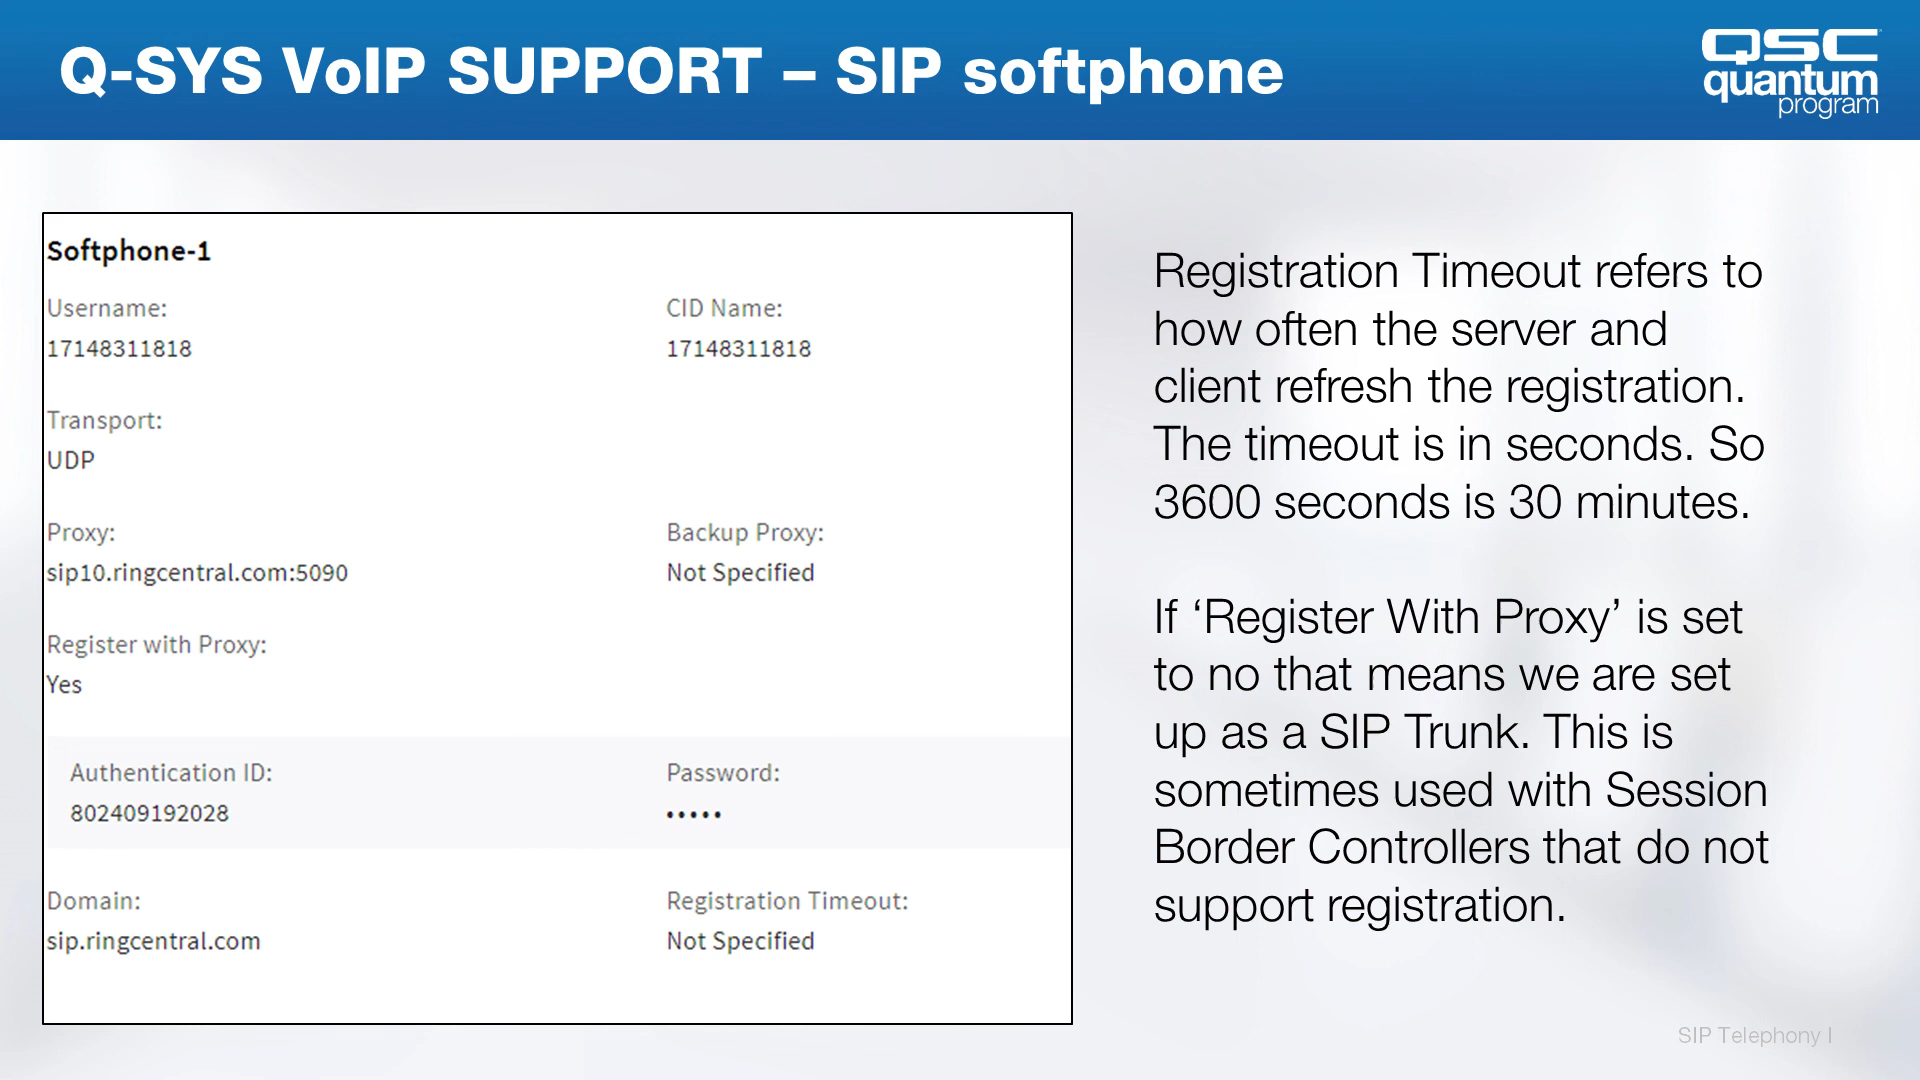 Q-SYS VoIP SUPPORT – SIP softphone
QSC
quantum
program
Softphone-1
Username:
17148311818
CID Name:
17148311818
Transport:
UDP
Proxy:
sip10.ringcentral.com:5090
Backup Proxy:
Not Specified
Register with Proxy:
Yes
Authentication ID:
802409192028
Password:
•••••
Domain:
sip.ringcentral.com
Registration Timeout:
Not Specified
Registration Timeout refers to
how often the server and
client refresh the registration.
The timeout is in seconds. So
3600 seconds is 30 minutes.
If ‘Register With Proxy’ is set
to no that means we are set
up as a SIP Trunk. This is
sometimes used with Session
Border Controllers that do not
support registration.
SIP Telephony I